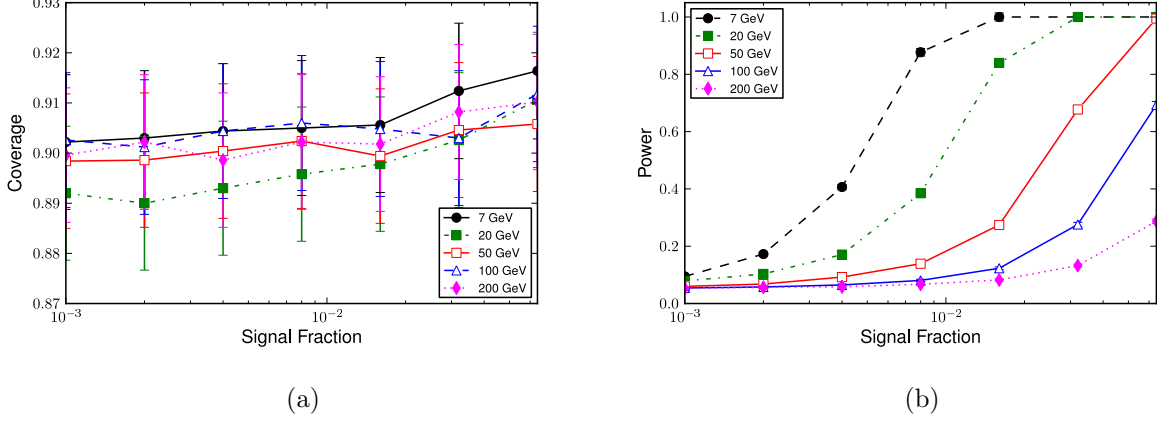 0.93
0.92
0.91
0.90
0.89
0.88
0.87
Coverage
10⁻³
10⁻²
Signal Fraction
7 GeV
20 GeV
50 GeV
100 GeV
200 GeV
(a)
1.0
0.8
0.6
0.4
0.2
0.0
Power
10⁻³
10⁻²
Signal Fraction
7 GeV
20 GeV
50 GeV
100 GeV
200 GeV
(b)